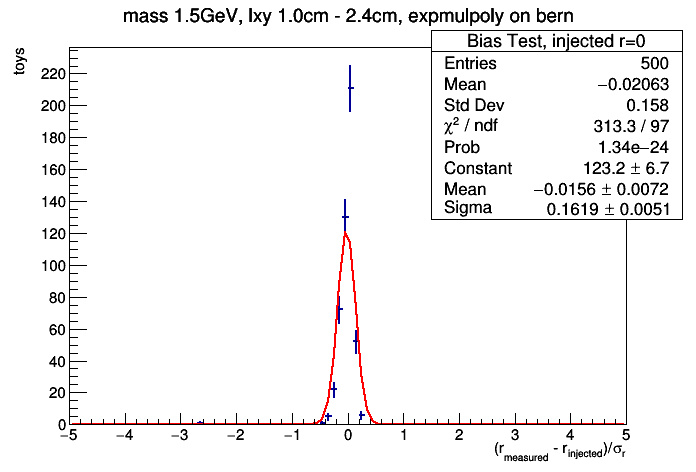 mass 1.5GeV, lxy 1.0cm - 2.4cm, expmulpoly on bern
Bias Test, injected r=0
Entries 500
Mean −0.02063
Std Dev 0.158
χ² / ndf 313.3 / 97
Prob 1.34e−24
Constant 123.2 ± 6.7
Mean −0.0156 ± 0.0072
Sigma 0.1619 ± 0.0051
toys
220
200
180
160
140
120
100
80
60
40
20
0
−5 −4 −3 −2 −1 0 1 2 3 4 5
(r_measured - r_injected)/σ_r